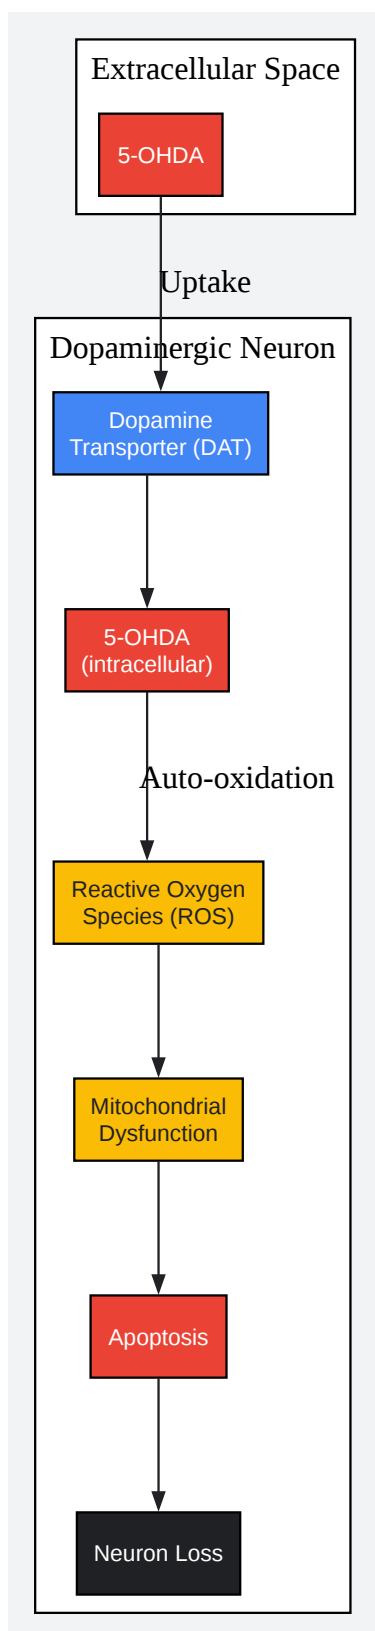 Extracellular Space
5-OHDA
Uptake
Dopaminergic Neuron
Dopamine
Transporter (DAT)
5-OHDA
(intracellular)
Auto-oxidation
Reactive Oxygen
Species (ROS)
Mitochondrial
Dysfunction
Apoptosis
Neuron Loss